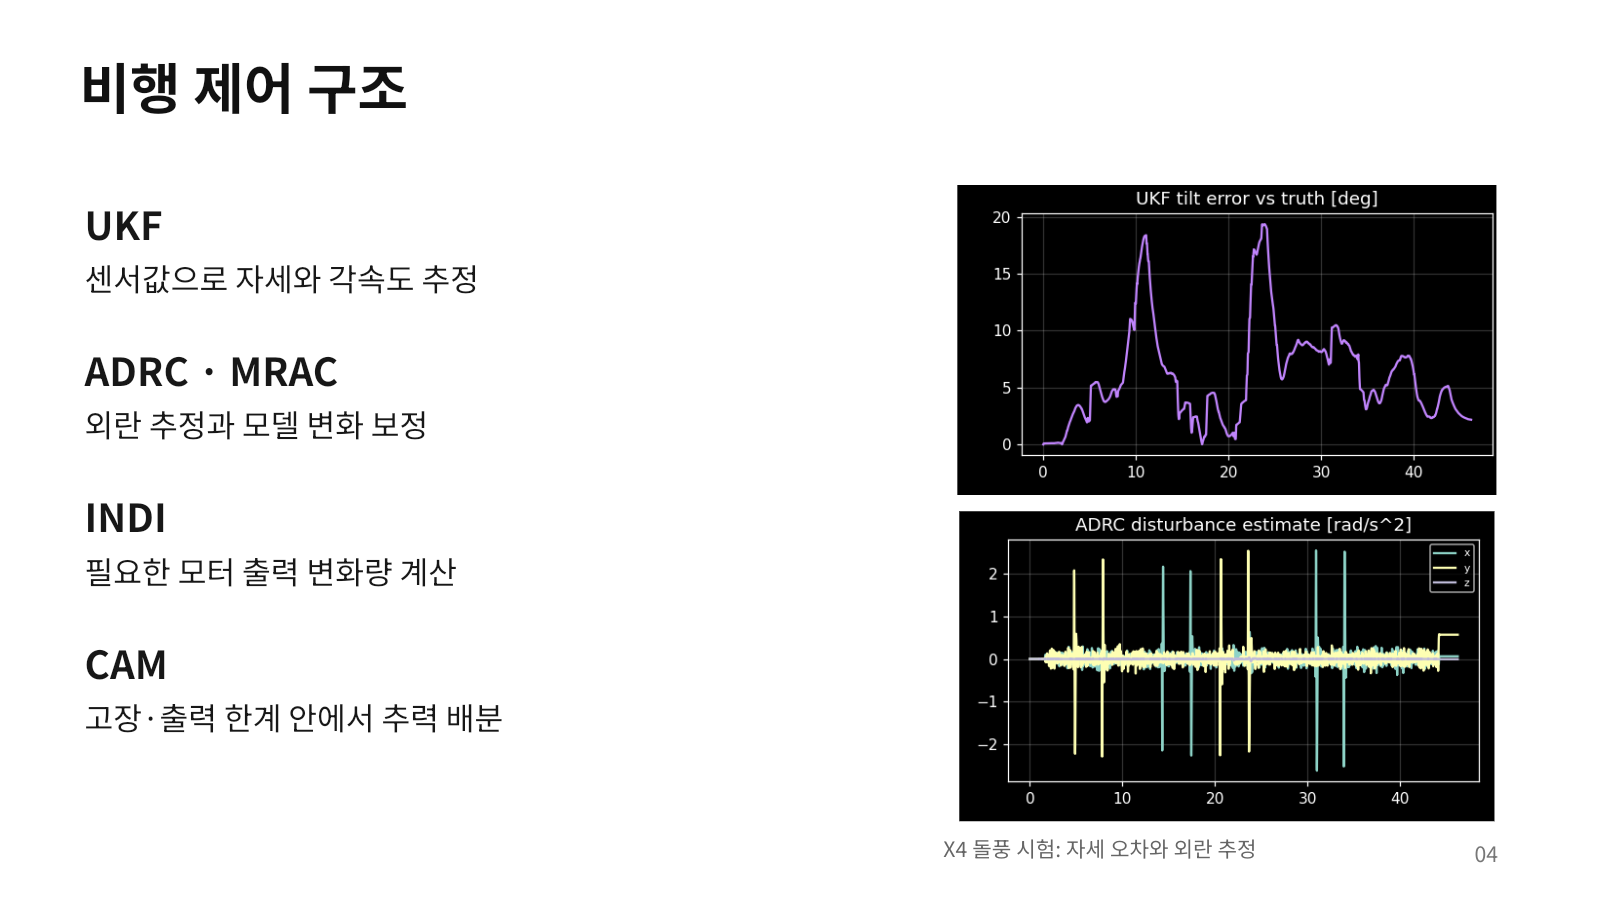 비행 제어 구조
UKF
센서값으로 자세와 각속도 추정
ADRC · MRAC
외란 추정과 모델 변화 보정
INDI
필요한 모터 출력 변화량 계산
CAM
고장·출력 한계 안에서 추력 배분
UKF tilt error vs truth [deg]
20
15
10
5
0
0 10 20 30 40
ADRC disturbance estimate [rad/s^2]
x
y
z
2
1
0
−1
−2
0 10 20 30 40
X4 돌풍 시험: 자세 오차와 외란 추정
04